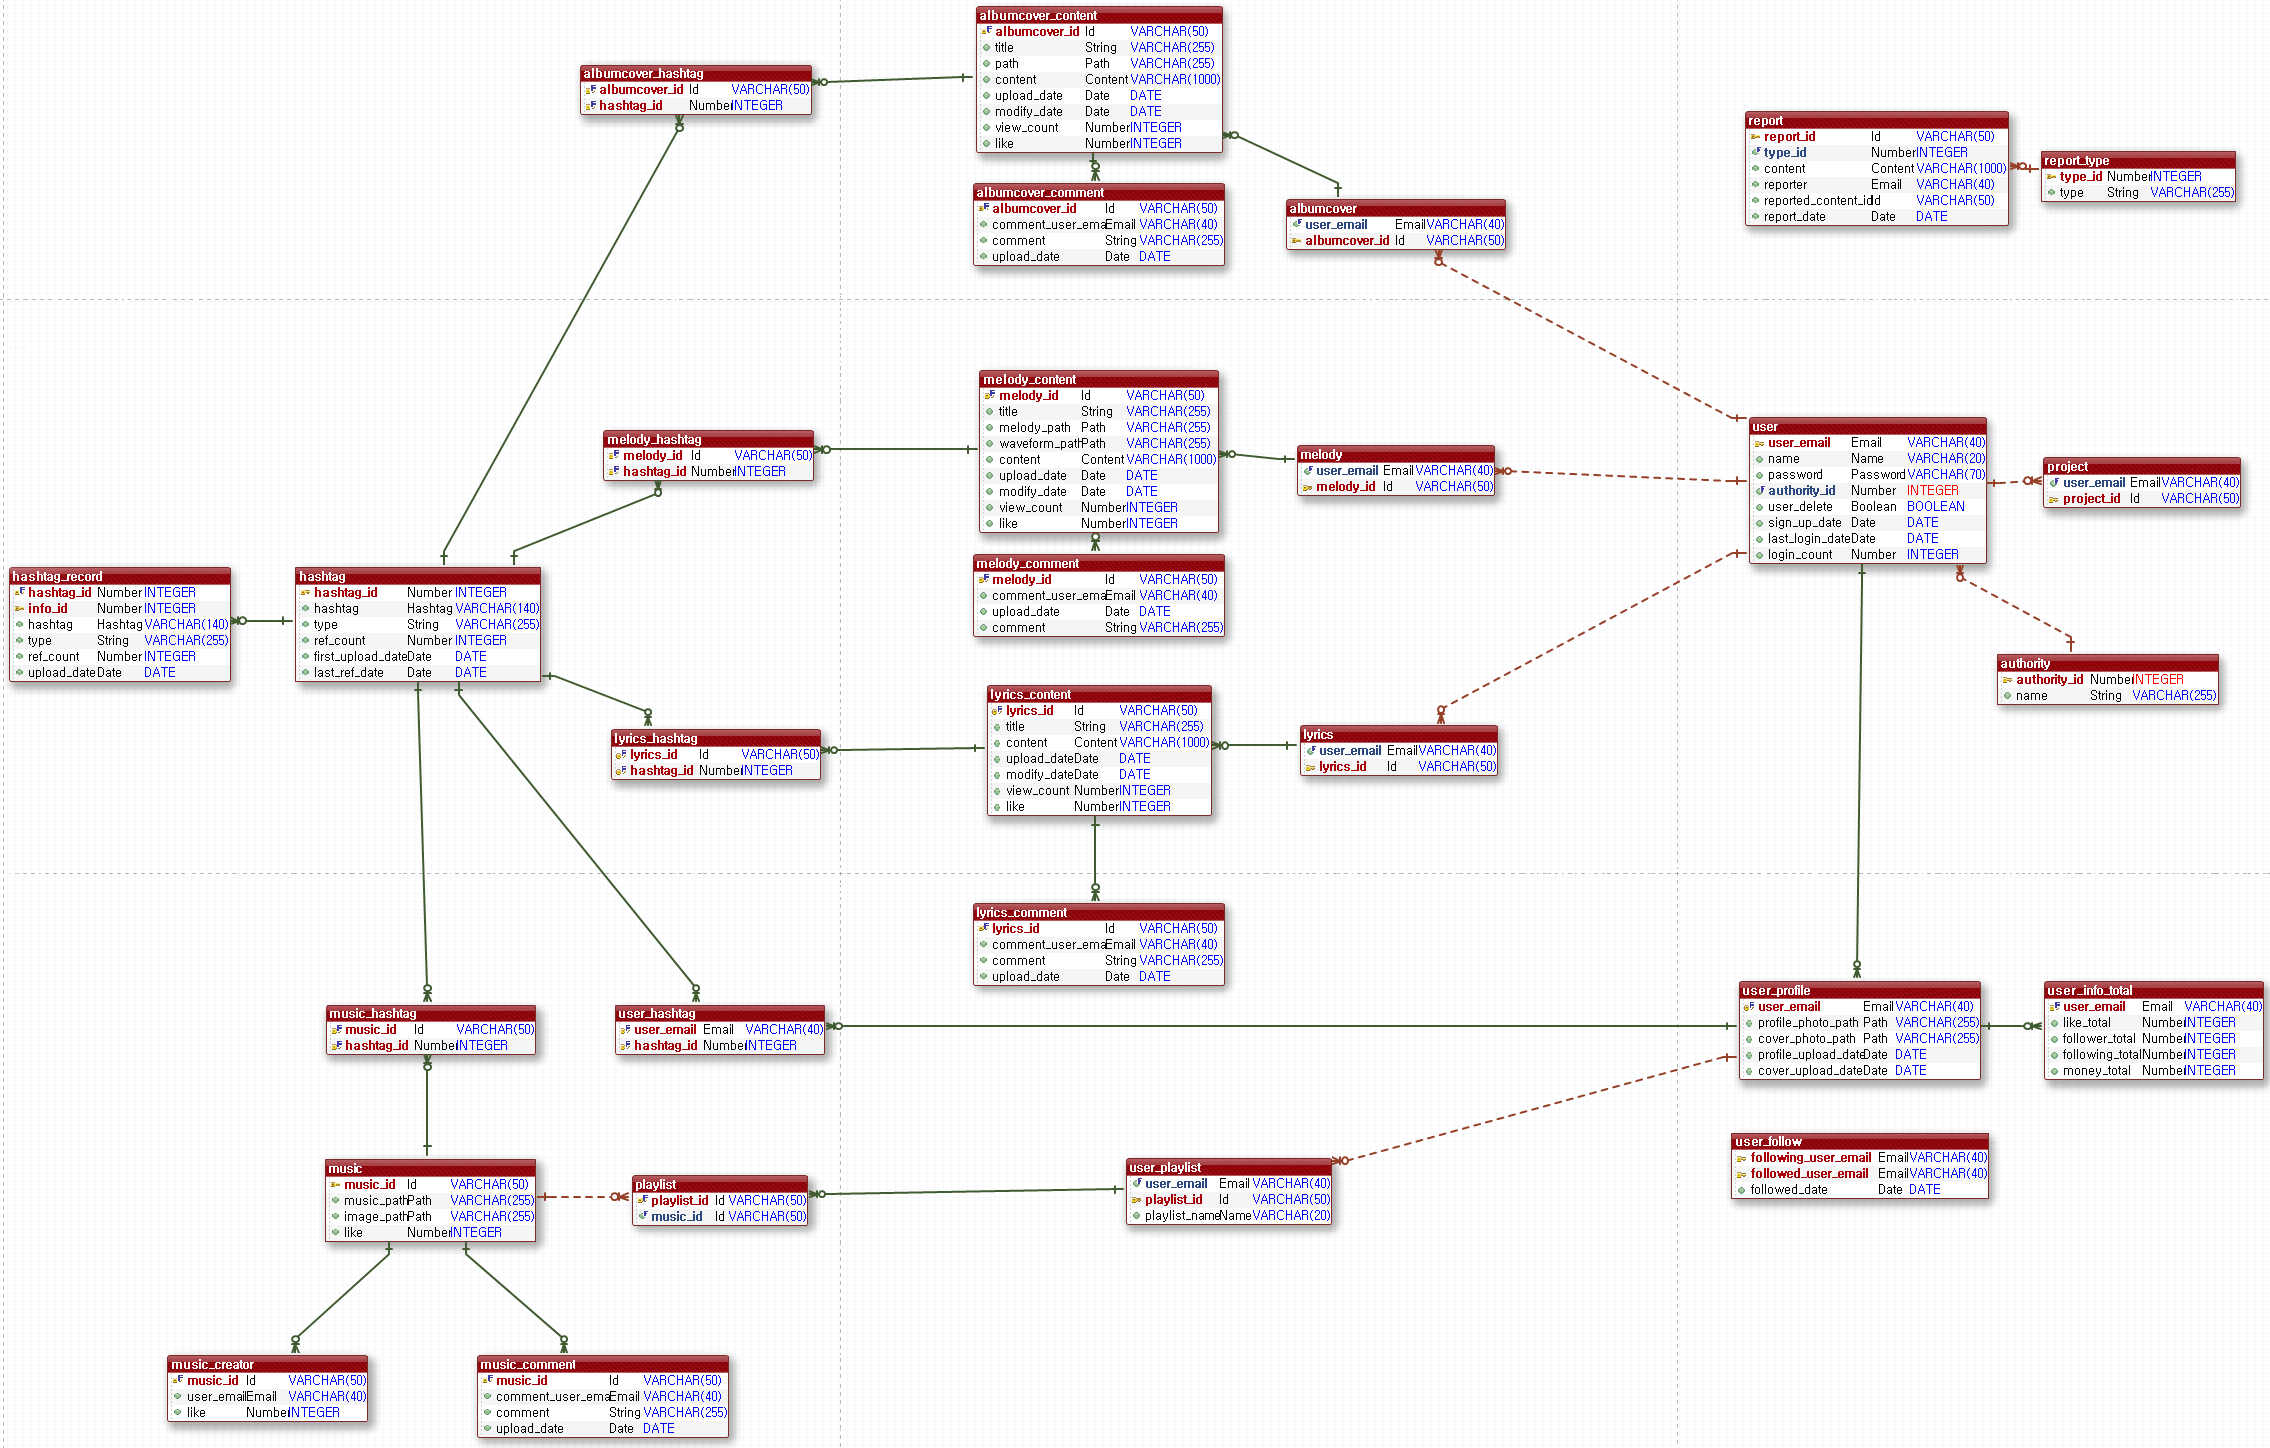 albumcover_content
albumcover_id Id VARCHAR(50)
title String VARCHAR(255)
path Path VARCHAR(255)
content Content VARCHAR(1000)
upload_date Date DATE
modify_date Date DATE
view_count Number INTEGER
like Number INTEGER
albumcover_hashtag
albumcover_id Id VARCHAR(50)
hashtag_id Number INTEGER
albumcover_comment
albumcover_id Id VARCHAR(50)
comment_user_ema Email VARCHAR(40)
comment String VARCHAR(255)
upload_date Date DATE
albumcover
user_email Email VARCHAR(40)
albumcover_id Id VARCHAR(50)
report
report_id Id VARCHAR(50)
type_id Number INTEGER
content Content VARCHAR(1000)
reporter Email VARCHAR(40)
reported_content_id Id VARCHAR(50)
report_date Date DATE
report_type
type_id Number INTEGER
type String VARCHAR(255)
melody_content
melody_id Id VARCHAR(50)
title String VARCHAR(255)
melody_path Path VARCHAR(255)
waveform_path Path VARCHAR(255)
content Content VARCHAR(1000)
upload_date Date DATE
modify_date Date DATE
view_count Number INTEGER
like Number INTEGER
melody_hashtag
melody_id Id VARCHAR(50)
hashtag_id Number INTEGER
melody
user_email Email VARCHAR(40)
melody_id Id VARCHAR(50)
user
user_email Email VARCHAR(40)
name Name VARCHAR(20)
password Password VARCHAR(70)
authority_id Number INTEGER
user_delete Boolean BOOLEAN
sign_up_date Date DATE
last_login_date Date DATE
login_count Number INTEGER
project
user_email Email VARCHAR(40)
project_id Id VARCHAR(50)
hashtag_record
hashtag_id Number INTEGER
info_id Number INTEGER
hashtag Hashtag VARCHAR(140)
type String VARCHAR(255)
ref_count Number INTEGER
upload_date Date DATE
hashtag
hashtag_id Number INTEGER
hashtag Hashtag VARCHAR(140)
type String VARCHAR(255)
ref_count Number INTEGER
first_upload_date Date DATE
last_ref_date Date DATE
melody_comment
melody_id Id VARCHAR(50)
comment_user_ema Email VARCHAR(40)
upload_date Date DATE
comment String VARCHAR(255)
authority
authority_id Number INTEGER
name String VARCHAR(255)
lyrics_content
lyrics_id Id VARCHAR(50)
title String VARCHAR(255)
content Content VARCHAR(1000)
upload_date Date DATE
modify_date Date DATE
view_count Number INTEGER
like Number INTEGER
lyrics_hashtag
lyrics_id Id VARCHAR(50)
hashtag_id Number INTEGER
lyrics
user_email Email VARCHAR(40)
lyrics_id Id VARCHAR(50)
lyrics_comment
lyrics_id Id VARCHAR(50)
comment_user_ema Email VARCHAR(40)
comment String VARCHAR(255)
upload_date Date DATE
music_hashtag
music_id Id VARCHAR(50)
hashtag_id Number INTEGER
user_hashtag
user_email Email VARCHAR(40)
hashtag_id Number INTEGER
user_profile
user_email Email VARCHAR(40)
profile_photo_path Path VARCHAR(255)
cover_photo_path Path VARCHAR(255)
profile_upload_date Date DATE
cover_upload_date Date DATE
user_info_total
user_email Email VARCHAR(40)
like_total Number INTEGER
follower_total Number INTEGER
following_total Number INTEGER
money_total Number INTEGER
user_follow
following_user_email Email VARCHAR(40)
followed_user_email Email VARCHAR(40)
followed_date Date DATE
music
music_id Id VARCHAR(50)
music_path Path VARCHAR(255)
image_path Path VARCHAR(255)
like Number INTEGER
playlist
playlist_id Id VARCHAR(50)
music_id Id VARCHAR(50)
user_playlist
user_email Email VARCHAR(40)
playlist_id Id VARCHAR(50)
playlist_name Name VARCHAR(20)
music_creator
music_id Id VARCHAR(50)
user_email Email VARCHAR(40)
like Number INTEGER
music_comment
music_id Id VARCHAR(50)
comment_user_ema Email VARCHAR(40)
comment String VARCHAR(255)
upload_date Date DATE